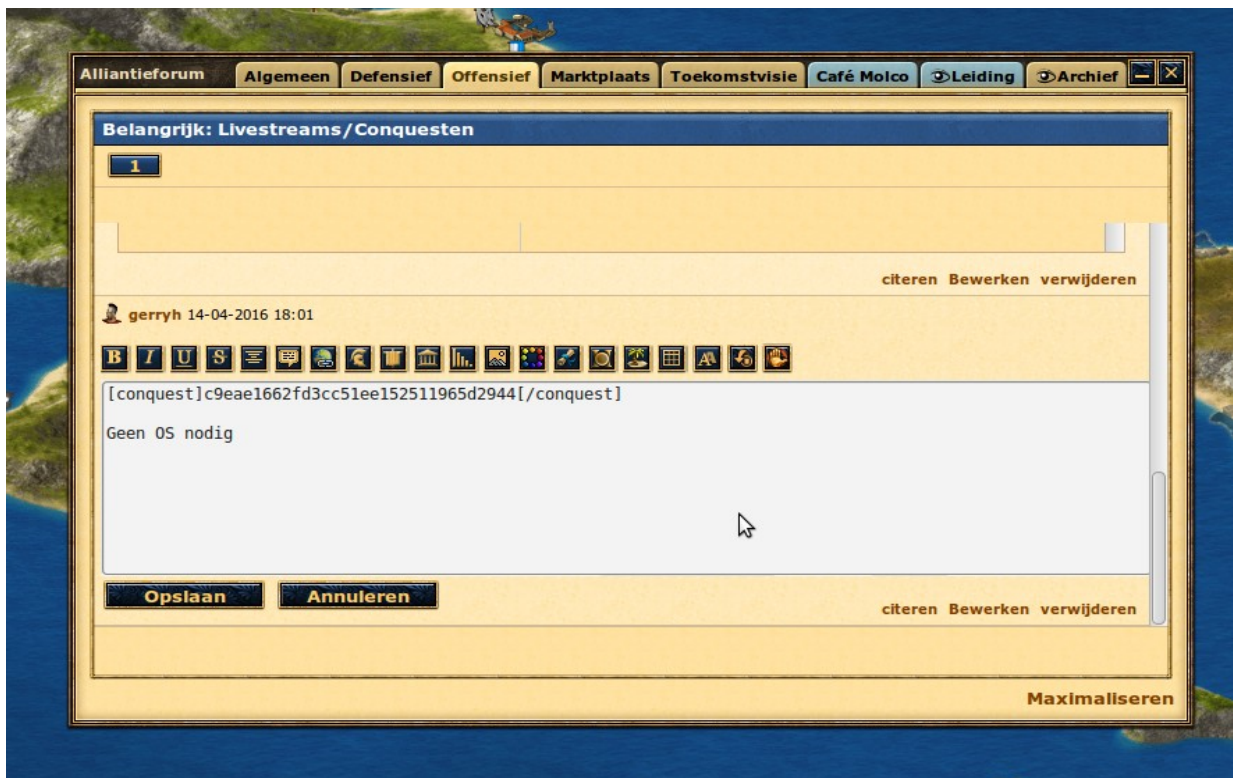 Alliantieforum Algemeen Defensief Offensief Marktplaats Toekomstvisie Café Molco Leiding Archief
Belangrijk: Livestreams/Conquesten
1
citeren Bewerken verwijderen
gerryh 14-04-2016 18:01
B I U S
[conquest]c9eae1662fd3cc51ee152511965d2944[/conquest]
Geen OS nodig
Opslaan Annuleren
citeren Bewerken verwijderen
Maximaliseren